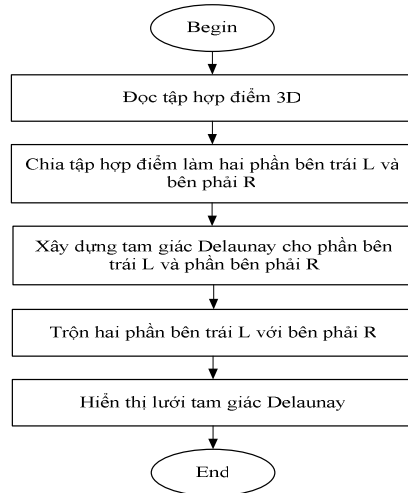 Begin
Đọc tập hợp điểm 3D
Chia tập hợp điểm làm hai phần bên trái L và
bên phải R
Xây dựng tam giác Delaunay cho phần bên
trái L và phần bên phải R
Trộn hai phần bên trái L với bên phải R
Hiển thị lưới tam giác Delaunay
End